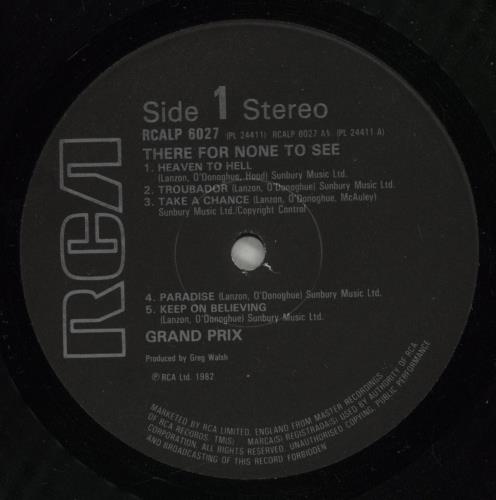 RCA
Side 1 Stereo
RCALP 6027 (PL 24411) RCALP 6027 A1 (PL 24411 A)
THERE FOR NONE TO SEE
1. HEAVEN TO HELL
(Lanzon, O'Donoghue, Hood) Sunbury Music Ltd.
2. TROUBADOR (Lanzon, O'Donoghue) Sunbury Music Ltd.
3. TAKE A CHANCE (Lanzon, O'Donoghue, McAuley)
Sunbury Music Ltd./Copyright Control
4. PARADISE (Lanzon, O'Donoghue) Sunbury Music Ltd.
5. KEEP ON BELIEVING
(Lanzon, O'Donoghue) Sunbury Music Ltd.
GRAND PRIX
Produced by Greg Walsh
℗ RCA Ltd. 1982
MARKETED BY RCA LIMITED, ENGLAND FROM MASTER RECORDINGS
OF RCA RECORDS. TM(S) MARCA(S) REGISTRADA(S) USED BY AUTHORITY OF RCA
CORPORATION. ALL RIGHTS RESERVED. UNAUTHORISED COPYING, PUBLIC PERFORMANCE
AND BROADCASTING OF THIS RECORD FORBIDDEN